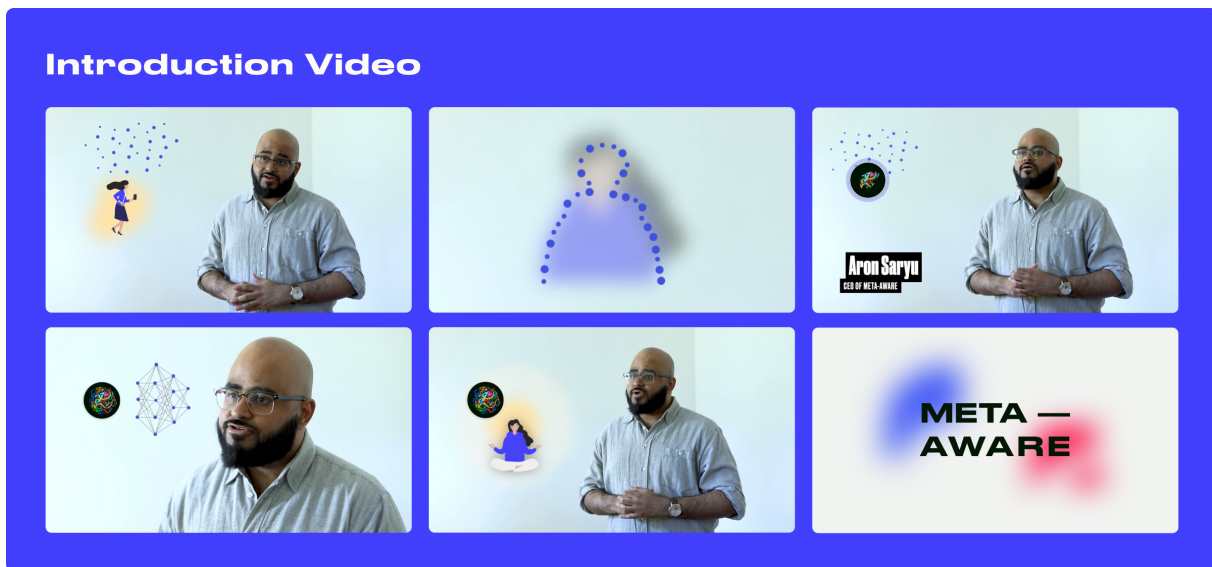 Introduction Video
Aron Saryu
CEO OF META-AWARE
META —
AWARE